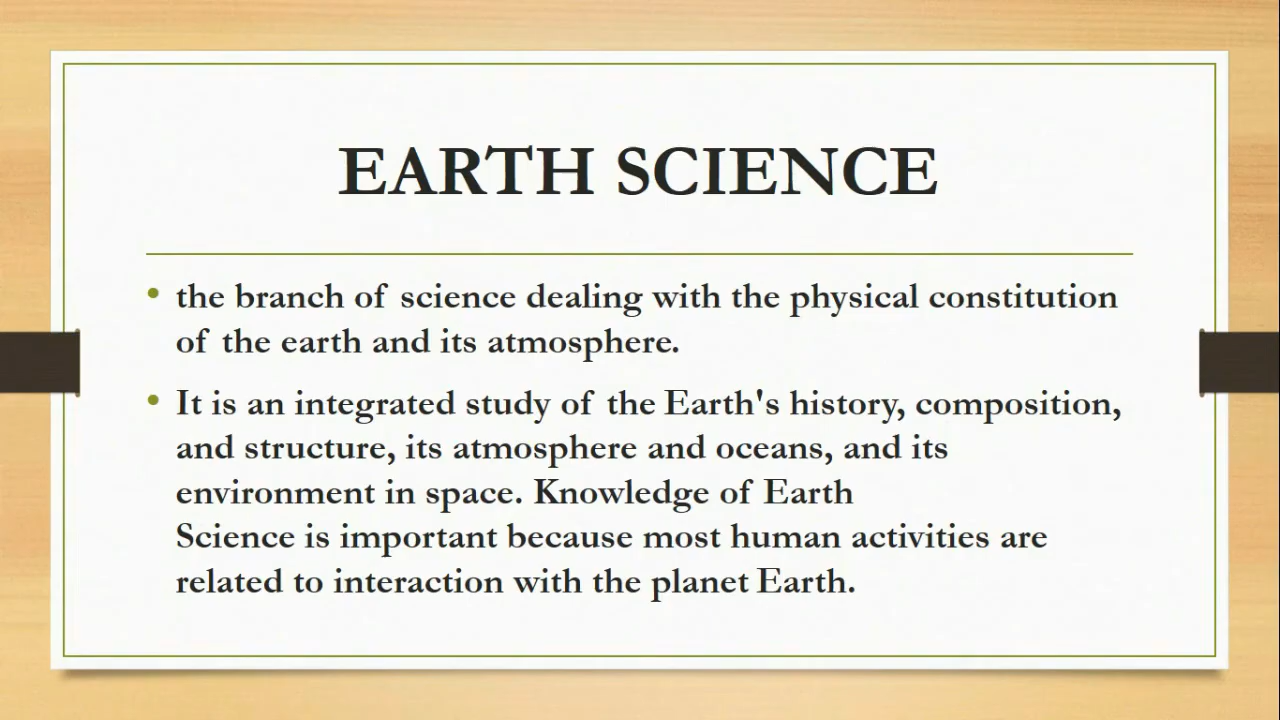 EARTH SCIENCE
• the branch of science dealing with the physical constitution
of the earth and its atmosphere.
• It is an integrated study of the Earth's history, composition,
and structure, its atmosphere and oceans, and its
environment in space. Knowledge of Earth
Science is important because most human activities are
related to interaction with the planet Earth.